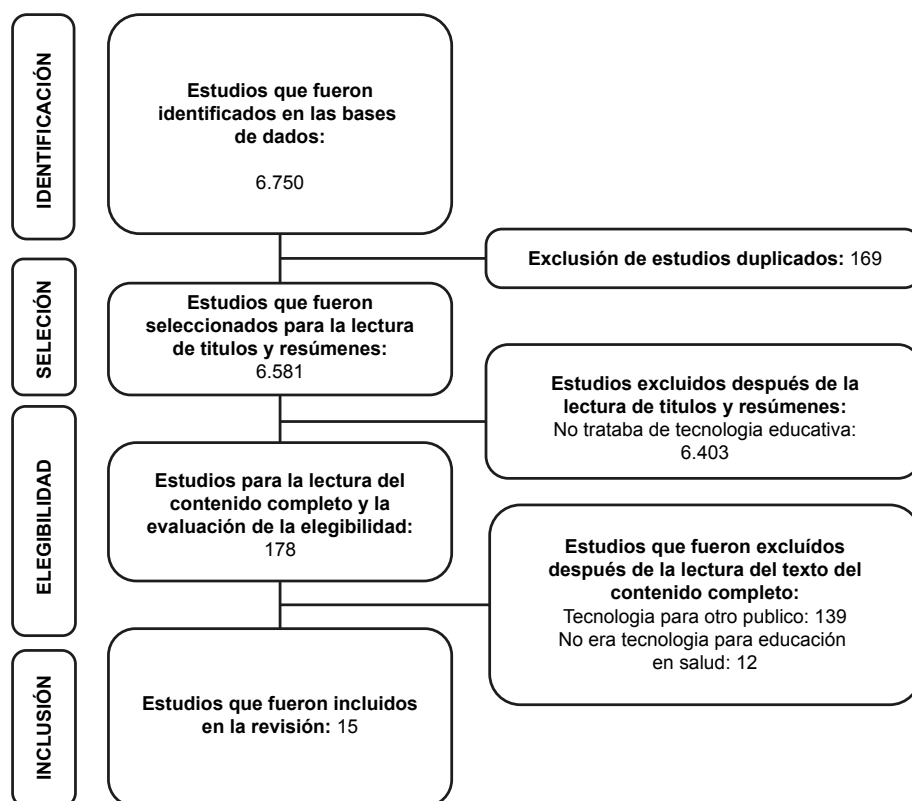 IDENTIFICACIÓN
Estudios que fueron
identificados en las bases
de dados:
6.750
Exclusión de estudios duplicados: 169
SELECIÓN
Estudios que fueron
seleccionados para la lectura
de titulos y resúmenes:
6.581
Estudios excluidos después de la
lectura de titulos y resúmenes:
No trataba de tecnologia educativa:
6.403
ELEGIBILIDAD
Estudios para la lectura del
contenido completo y la
evaluación de la elegibilidad:
178
Estudios que fueron excluídos
después de la lectura del texto del
contenido completo:
Tecnologia para otro publico: 139
No era tecnologia para educación
en salud: 12
INCLUSIÓN
Estudios que fueron incluidos
en la revisión: 15